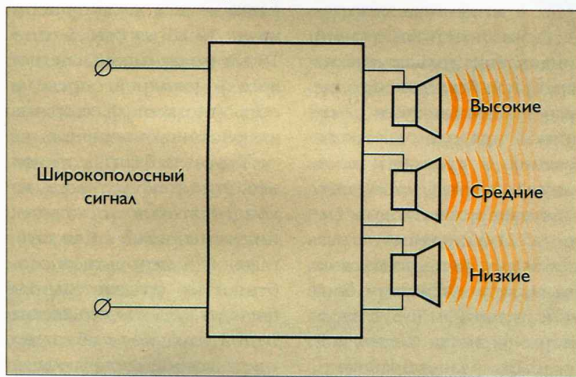 Широкополосный
сигнал
Высокие
Средние
Низкие